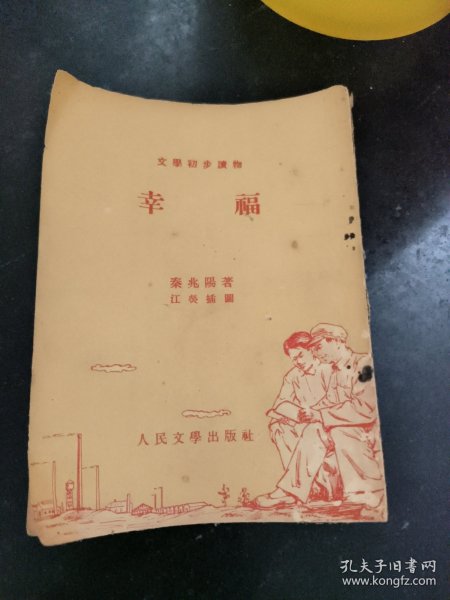 文學初步讀物
幸福
秦兆陽著
江熒插圖
人民文學出版社
孔夫子旧书网
www.kongfz.com